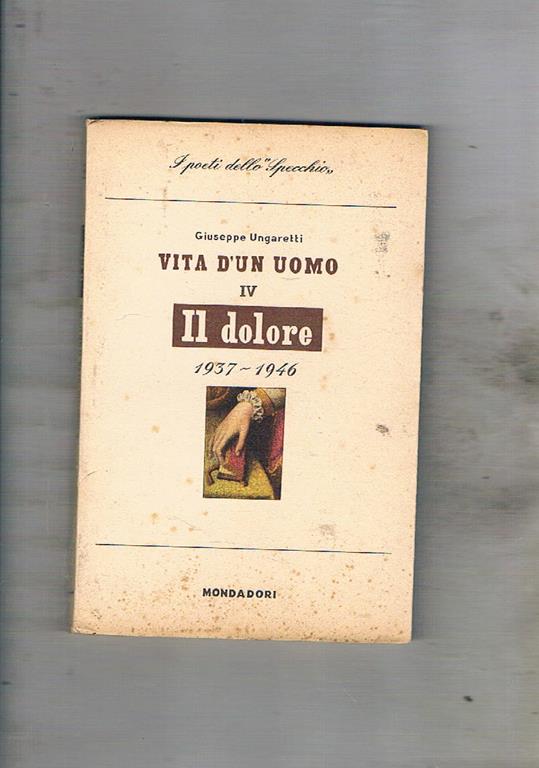 I poeti dello "Specchio„
Giuseppe Ungaretti
VITA D'UN UOMO
IV
Il dolore
1937~1946
MONDADORI